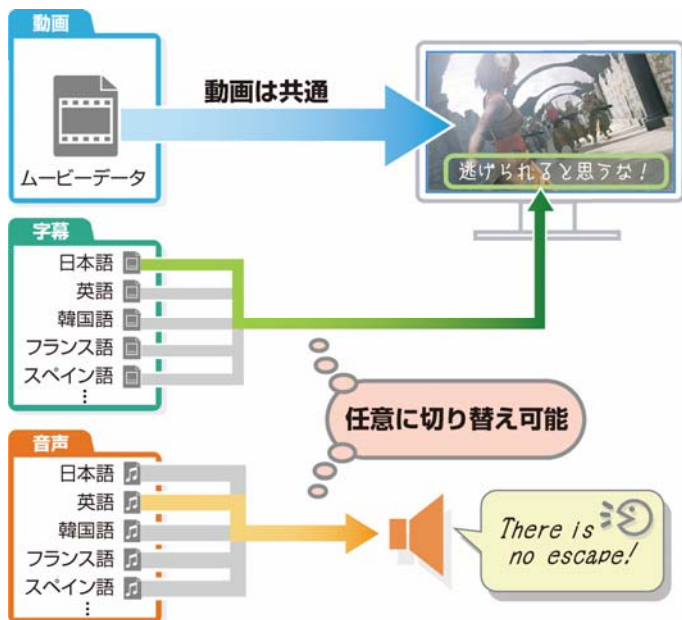 動画
ムービーデータ
動画は共通
逃げられると思うな!
字幕
日本語
英語
韓国語
フランス語
スペイン語
⋮
任意に切り替え可能
音声
日本語
英語
韓国語
フランス語
スペイン語
⋮
There is
no escape!